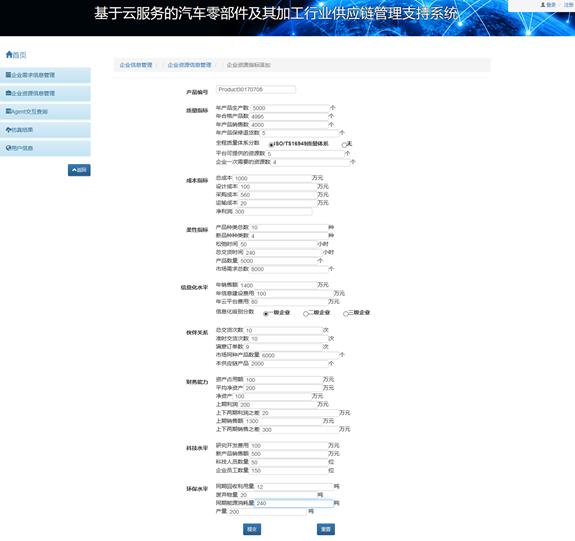 基于云服务的汽车零部件及其加工行业供应链管理支持系统
登录 注册
首页
企业需求信息管理
企业资源信息管理
Agent交互查询
仿真结果
用户信息
返回
企业信息管理 / 企业资源信息管理 / 企业资源指标添加
产品编号 Product30170706
质量指标 年产品生产数 5000 个
年合格产品数 4995 个
年产品销售数 4000 个
年产品保修退货数 5 个
全程质量体系分数 ISO/TS16949质量体系 无
平台可提供的资源数 5 个
企业一次需要的资源数 4 个
成本指标 总成本 1000 万元
设计成本 100 万元
采购成本 560 万元
运输成本 20 万元
净利润 300
柔性指标 产品种类总数 10 种
新品种种类数 4 种
松弛时间 50 小时
总交货时间 240 小时
产品数量 5000 个
市场需求总数 8000 个
信息化水平 年销售额 1400 万元
年信息建设费用 100 万元
年云平台费用 80 万元
信息化级别分数 一级企业 二级企业 三级企业
伙伴关系 总交货次数 10 次
准时交货次数 10 次
满意订单数 9 次
市场同种产品数量 6000 个
本供应链产品 2000 个
财务能力 资产占用额 100 万元
平均净资产 200 万元
净资产 100 万元
上期利润 200 万元
上下两期利润之差 20 万元
上期销售额 1300 万元
上下两期销售之差 300 万元
科技水平 研究开发费用 100 万元
新产品销售额 500 万元
科技人员数量 50 位
企业员工数量 150 位
环保水平 同期回收利用量 12 吨
废弃物量 20 吨
同期能源消耗量 240 吨
产量 200 吨
提交 重置